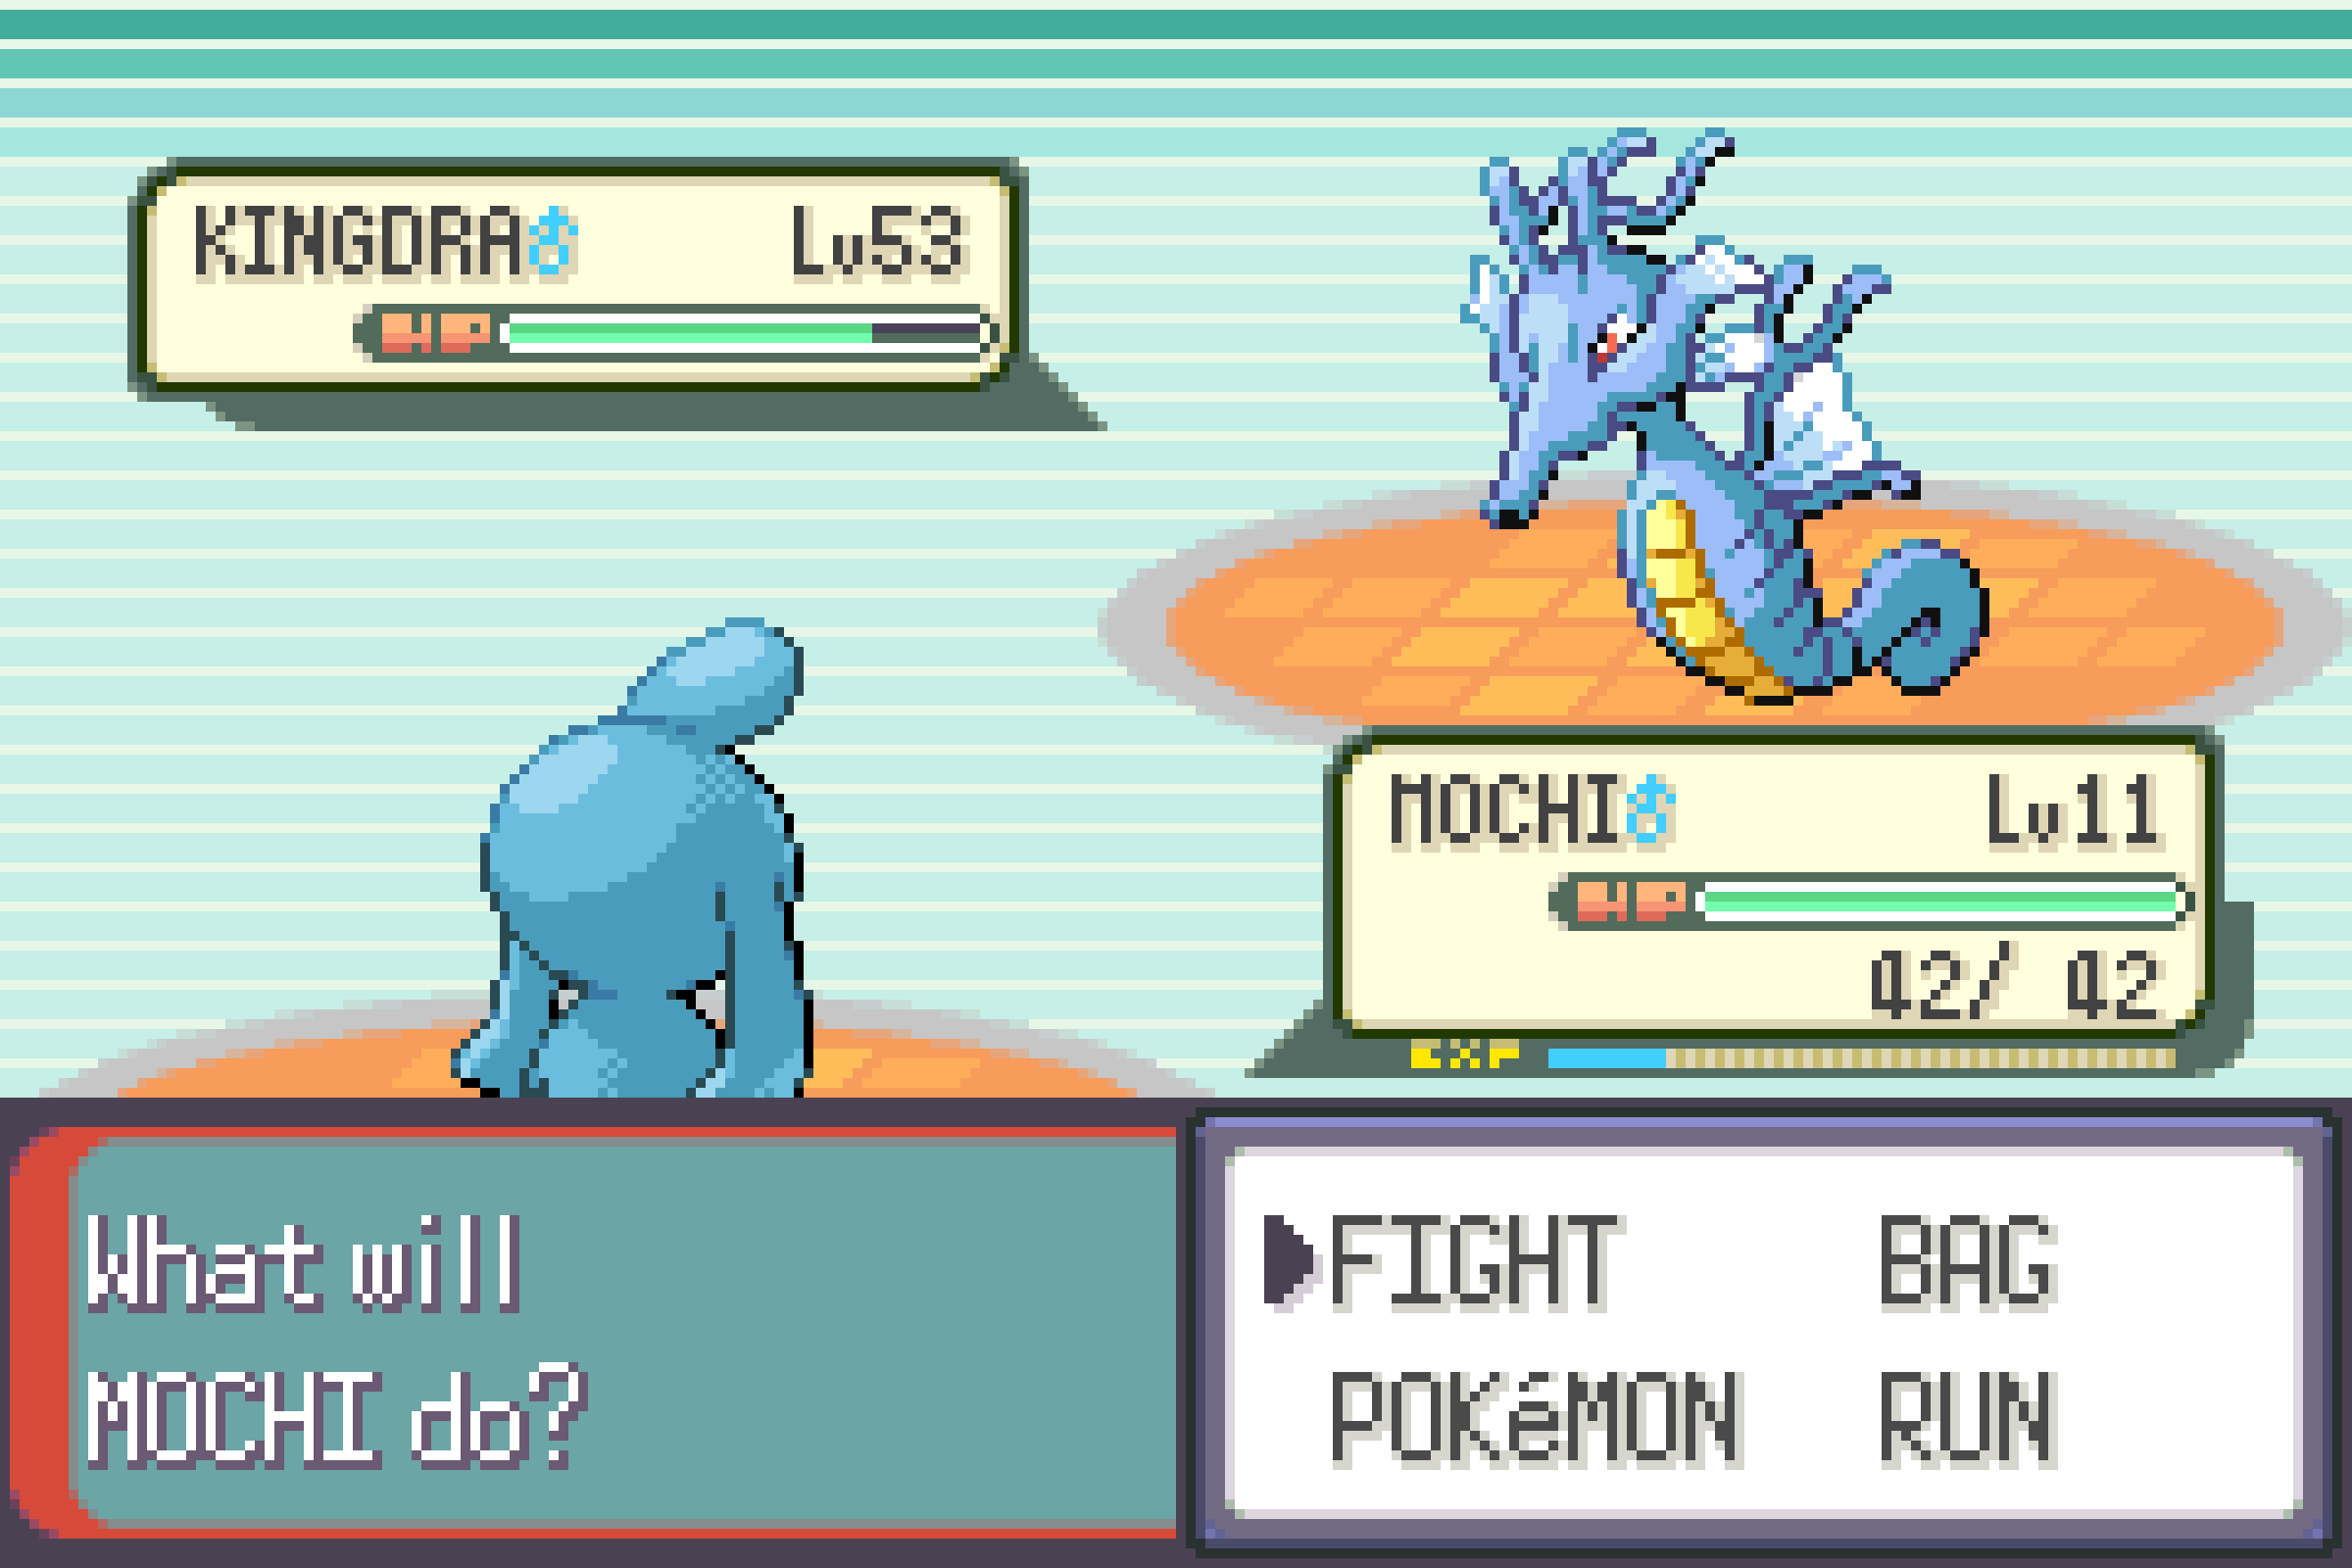 KINGDRA♂ Lv53
HP
MOCHI♂ Lv11
HP
42/ 42
EXP
What will
MOCHI do?
▶FIGHT BAG
POKéMON RUN